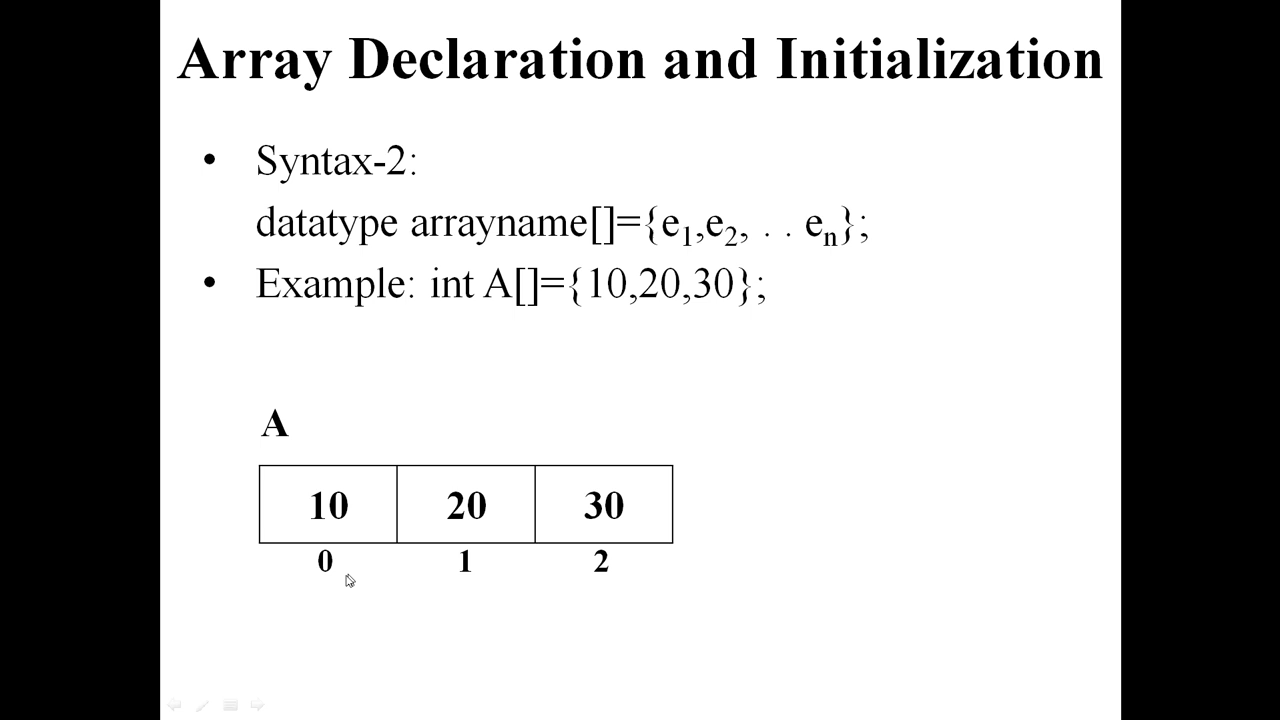 Array Declaration and Initialization
• Syntax-2:
datatype arrayname[]={e₁,e₂, . . eₙ};
• Example: int A[]={10,20,30};
A
10 20 30
0 1 2